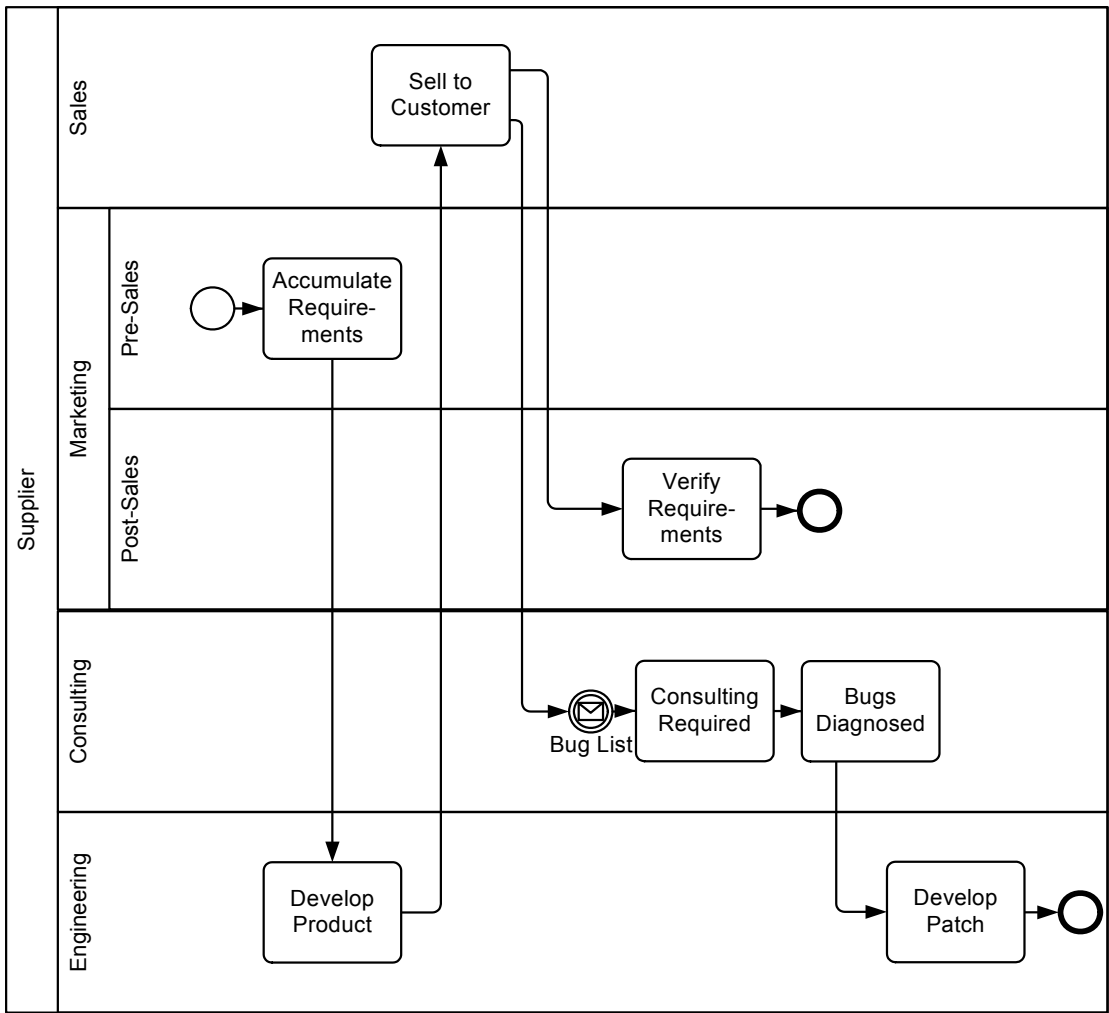 Supplier
Sales
Sell to
Customer
Marketing
Pre-Sales
Accumulate
Require-
ments
Post-Sales
Verify
Require-
ments
Consulting
Bug List
Consulting
Required
Bugs
Diagnosed
Engineering
Develop
Product
Develop
Patch